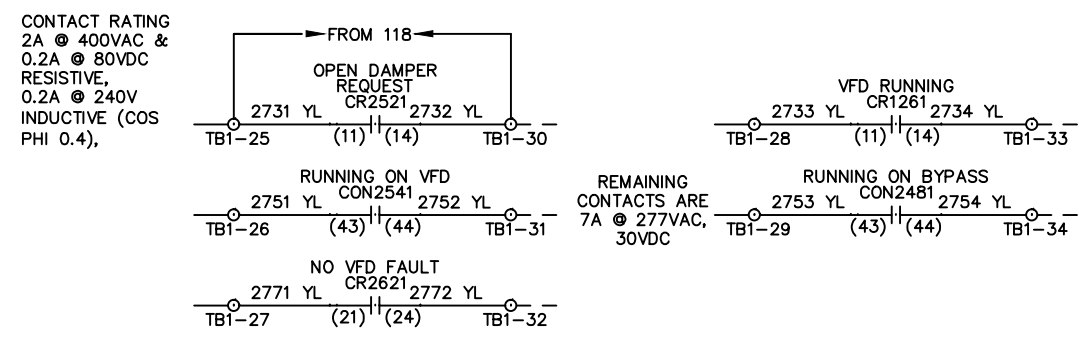 CONTACT RATING
2A @ 400VAC &
0.2A @ 80VDC
RESISTIVE,
0.2A @ 240V
INDUCTIVE (COS
PHI 0.4),
FROM 118
OPEN DAMPER
REQUEST
CR2521
2731 YL
2732 YL
TB1-25
(11) (14)
TB1-30
RUNNING ON VFD
CON2541
2751 YL
2752 YL
TB1-26
(43) (44)
TB1-31
NO VFD FAULT
CR2621
2771 YL
2772 YL
TB1-27
(21) (24)
TB1-32
REMAINING
CONTACTS ARE
7A @ 277VAC,
30VDC
VFD RUNNING
CR1261
2733 YL
2734 YL
TB1-28
(11) (14)
TB1-33
RUNNING ON BYPASS
CON2481
2753 YL
2754 YL
TB1-29
(43) (44)
TB1-34